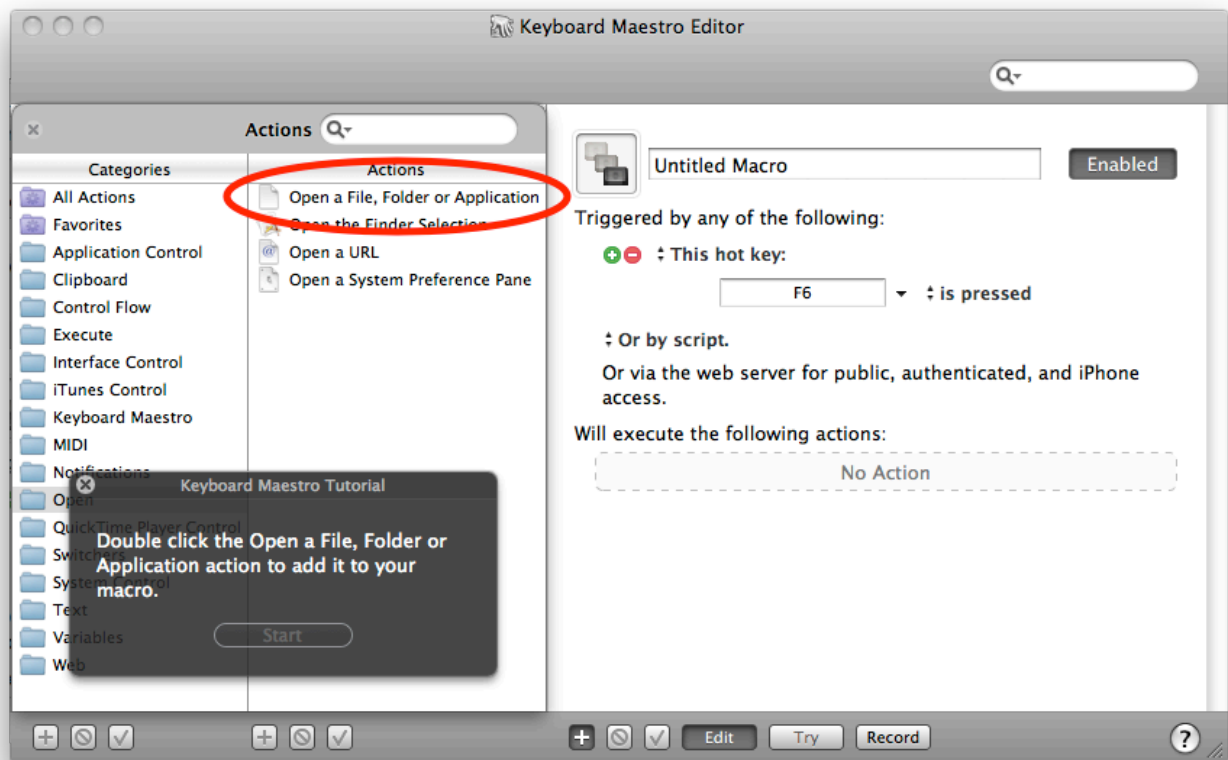 Keyboard Maestro Editor
Actions
Categories
Actions
All Actions
Favorites
Application Control
Clipboard
Control Flow
Execute
Interface Control
iTunes Control
Keyboard Maestro
MIDI
Notifications
Open
QuickTime Player Control
Switchers
System Control
Text
Variables
Web
Open a File, Folder or Application
Open the Finder Selection
Open a URL
Open a System Preference Pane
Keyboard Maestro Tutorial
Double click the Open a File, Folder or
Application action to add it to your
macro.
Start
Untitled Macro
Enabled
Triggered by any of the following:
This hot key:
F6
is pressed
Or by script.
Or via the web server for public, authenticated, and iPhone
access.
Will execute the following actions:
No Action
Edit
Try
Record
?